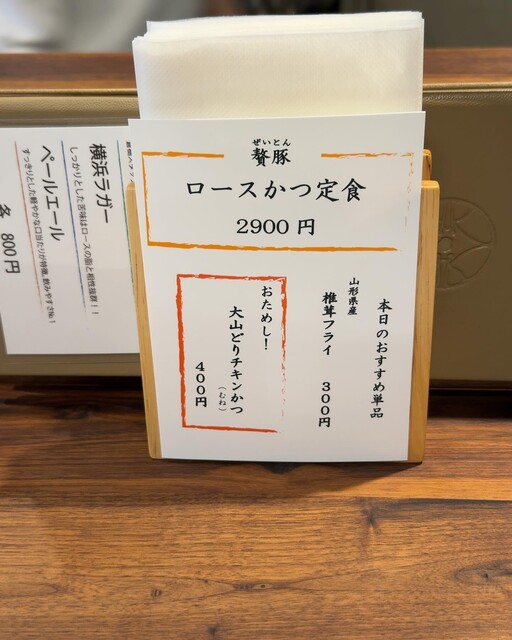 ぜいとん
贅豚
ロースかつ定食
2900 円
本日のおすすめ単品
山形県産
椎茸フライ 300円
おためし！
大山どりチキンかつ
(むね)
400円
横浜ラガー
しっかりとした苦味はロースの脂と相性抜群！！
ペールエール
すっきりとした軽やかな口当たりが特徴。飲みやすさ№1
各 800円